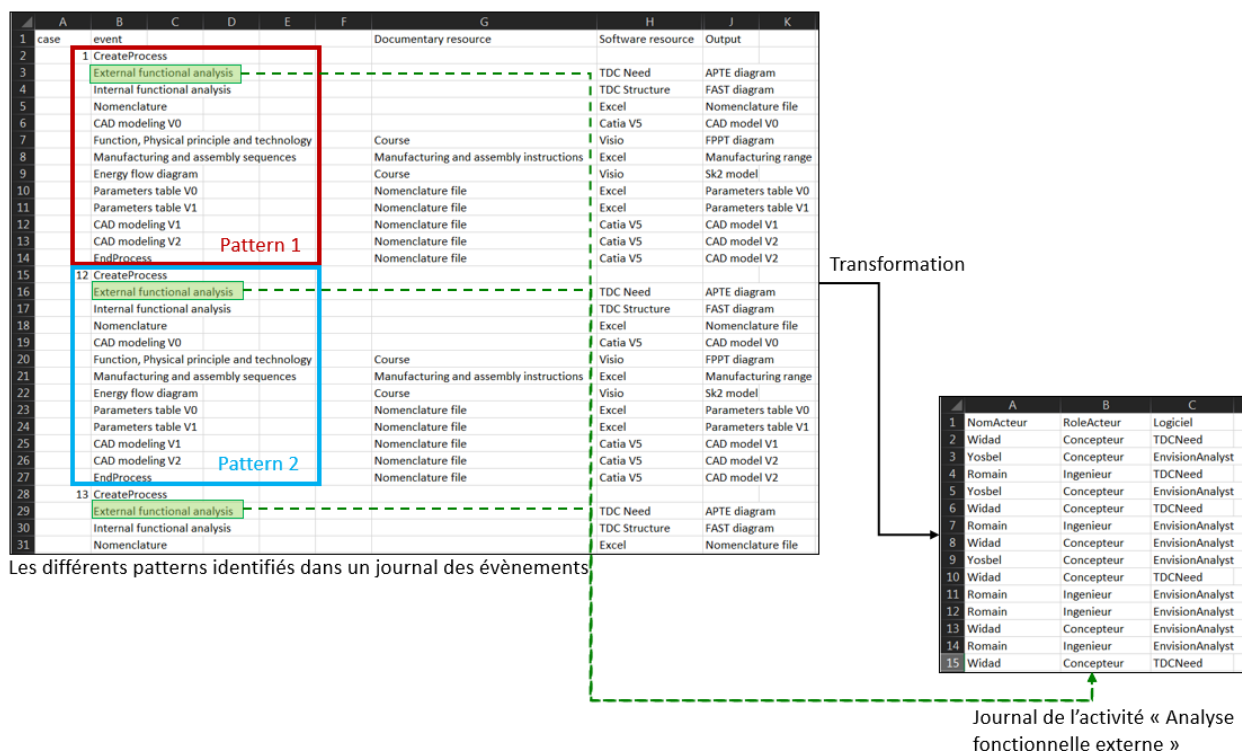 A B C D E F G H J K
1 case event Documentary resource Software resource Output
2 1 CreateProcess
3 External functional analysis TDC Need APTE diagram
4 Internal functional analysis TDC Structure FAST diagram
5 Nomenclature Excel Nomenclature file
6 CAD modeling V0 Catia V5 CAD model V0
7 Function, Physical principle and technology Course Visio FPPT diagram
8 Manufacturing and assembly sequences Manufacturing and assembly instructions Excel Manufacturing range
9 Energy flow diagram Course Visio Sk2 model
10 Parameters table V0 Nomenclature file Excel Parameters table V0
11 Parameters table V1 Nomenclature file Excel Parameters table V1
12 CAD modeling V1 Nomenclature file Catia V5 CAD model V1
13 CAD modeling V2 Nomenclature file Catia V5 CAD model V2
Pattern 1
14 EndProcess Nomenclature file Catia V5 CAD model V2
15 12 CreateProcess
16 External functional analysis TDC Need APTE diagram
17 Internal functional analysis TDC Structure FAST diagram
18 Nomenclature Excel Nomenclature file
19 CAD modeling V0 Catia V5 CAD model V0
20 Function, Physical principle and technology Course Visio FPPT diagram
21 Manufacturing and assembly sequences Manufacturing and assembly instructions Excel Manufacturing range
22 Energy flow diagram Course Visio Sk2 model
23 Parameters table V0 Nomenclature file Excel Parameters table V0
24 Parameters table V1 Nomenclature file Excel Parameters table V1
25 CAD modeling V1 Nomenclature file Catia V5 CAD model V1
26 CAD modeling V2 Nomenclature file Catia V5 CAD model V2
Pattern 2
27 EndProcess Nomenclature file Catia V5 CAD model V2
28 13 CreateProcess
29 External functional analysis TDC Need APTE diagram
30 Internal functional analysis TDC Structure FAST diagram
31 Nomenclature Excel Nomenclature file
Les différents patterns identifiés dans un journal des évènements
Transformation
A B C
1 NomActeur RoleActeur Logiciel
2 Widad Concepteur TDCNeed
3 Yosbel Concepteur EnvisionAnalyst
4 Romain Ingenieur TDCNeed
5 Yosbel Concepteur EnvisionAnalyst
6 Widad Concepteur TDCNeed
7 Romain Ingenieur EnvisionAnalyst
8 Widad Concepteur EnvisionAnalyst
9 Yosbel Concepteur EnvisionAnalyst
10 Widad Concepteur TDCNeed
11 Romain Ingenieur EnvisionAnalyst
12 Romain Ingenieur EnvisionAnalyst
13 Widad Concepteur EnvisionAnalyst
14 Romain Ingenieur EnvisionAnalyst
15 Widad Concepteur TDCNeed
Journal de l'activité « Analyse
fonctionnelle externe »